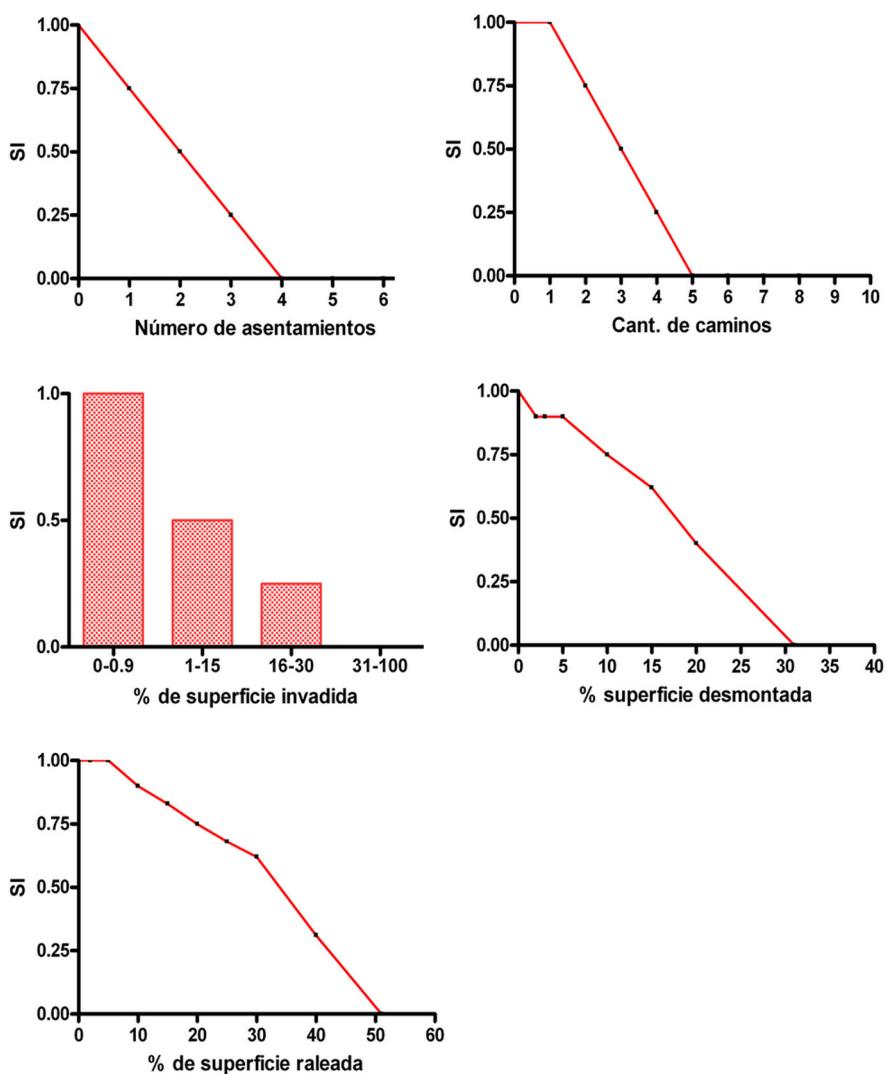 1.00
0.75
0.50
0.25
0.00
SI
0 1 2 3 4 5 6
Número de asentamientos
1.00
0.75
0.50
0.25
0.00
SI
0 1 2 3 4 5 6 7 8 9 10
Cant. de caminos
1.0
0.5
0.0
SI
0-0.9 1-15 16-30 31-100
% de superficie invadida
1.00
0.75
0.50
0.25
0.00
SI
0 5 10 15 20 25 30 35 40
% superficie desmontada
1.00
0.75
0.50
0.25
0.00
SI
0 10 20 30 40 50 60
% de superficie raleada